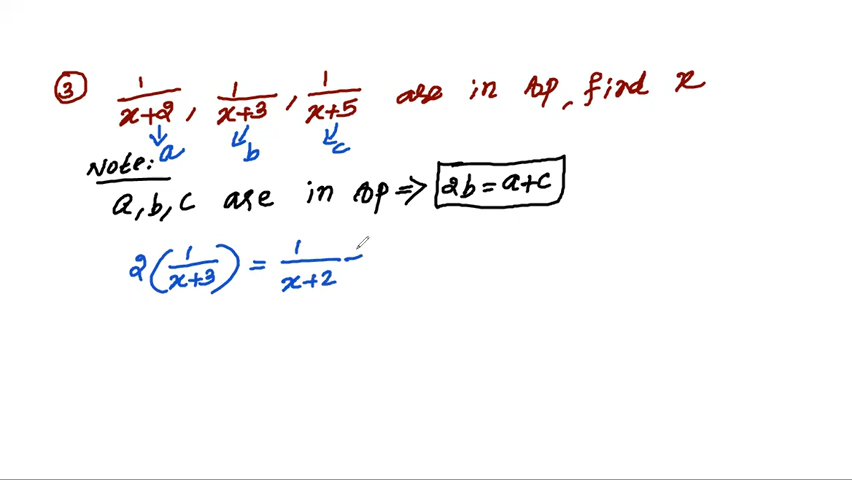 ③ 1/(x+2), 1/(x+3), 1/(x+5) are in AP, find x
a b c
Note:
a, b, c are in AP => 2b = a+c
2(1/(x+3)) = 1/(x+2) -